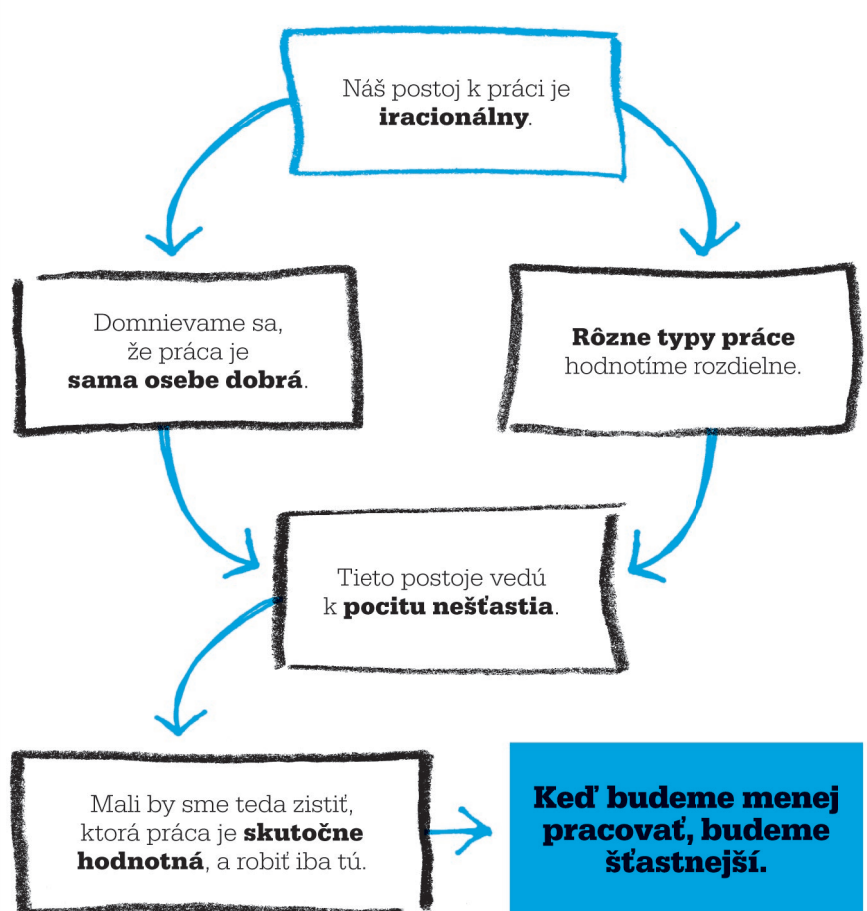 Náš postoj k práci je
iracionálny.
Domnievame sa,
že práca je
sama osebe dobrá.
Rôzne typy práce
hodnotíme rozdielne.
Tieto postoje vedú
k pocitu nešťastia.
Mali by sme teda zistiť,
ktorá práca je skutočne
hodnotná, a robiť iba tú.
Keď budeme menej
pracovať, budeme
šťastnejší.